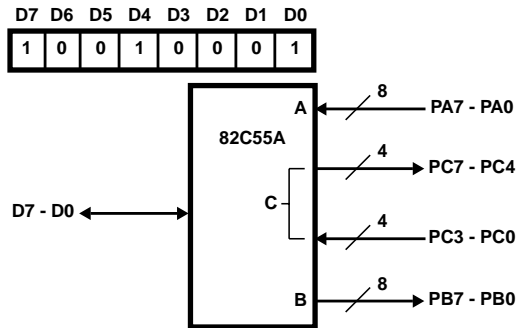 D7 D6 D5 D4 D3 D2 D1 D0
1 0 0 1 0 0 0 1
A
8
PA7 - PA0
82C55A
4
PC7 - PC4
C
D7 - D0
4
PC3 - PC0
B
8
PB7 - PB0